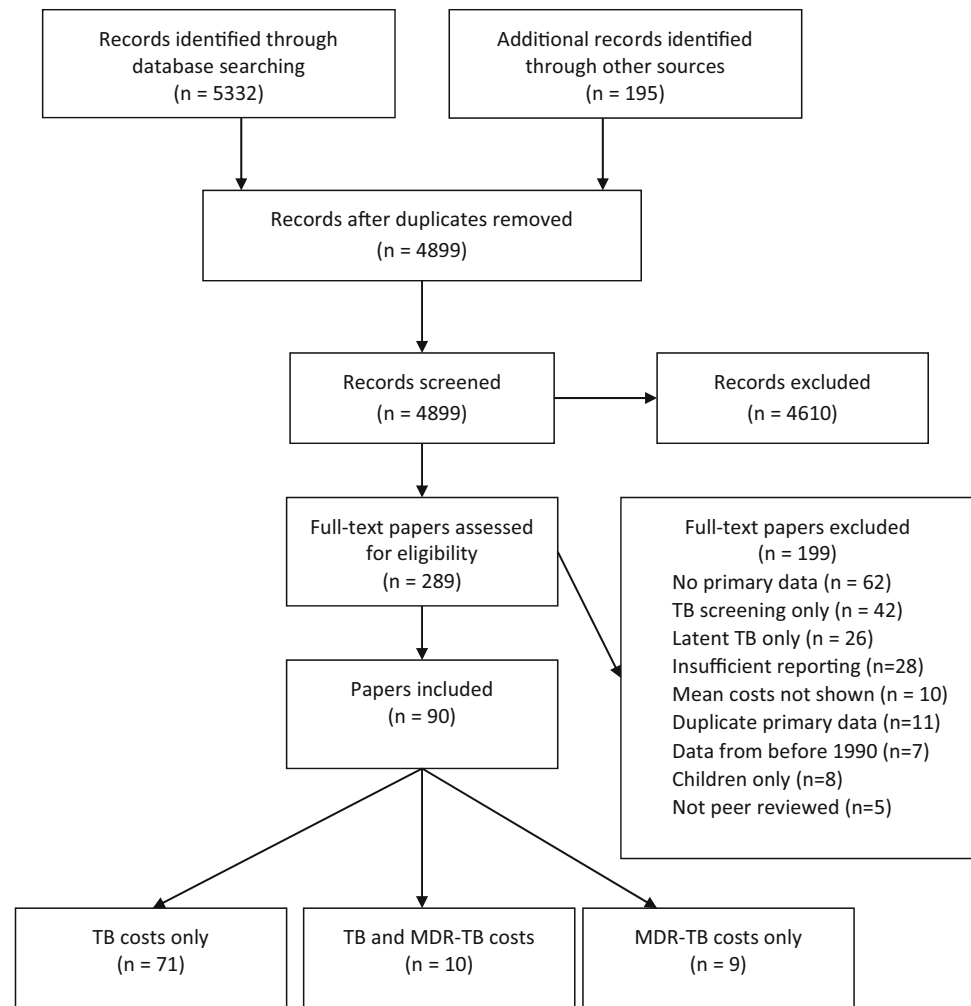 Records identified through
database searching
(n = 5332)
Additional records identified
through other sources
(n = 195)
Records after duplicates removed
(n = 4899)
Records screened
(n = 4899)
Records excluded
(n = 4610)
Full-text papers assessed
for eligibility
(n = 289)
Full-text papers excluded
(n = 199)
No primary data (n = 62)
TB screening only (n = 42)
Latent TB only (n = 26)
Insufficient reporting (n=28)
Mean costs not shown (n = 10)
Duplicate primary data (n=11)
Data from before 1990 (n=7)
Children only (n=8)
Not peer reviewed (n=5)
Papers included
(n = 90)
TB costs only
(n = 71)
TB and MDR-TB costs
(n = 10)
MDR-TB costs only
(n = 9)